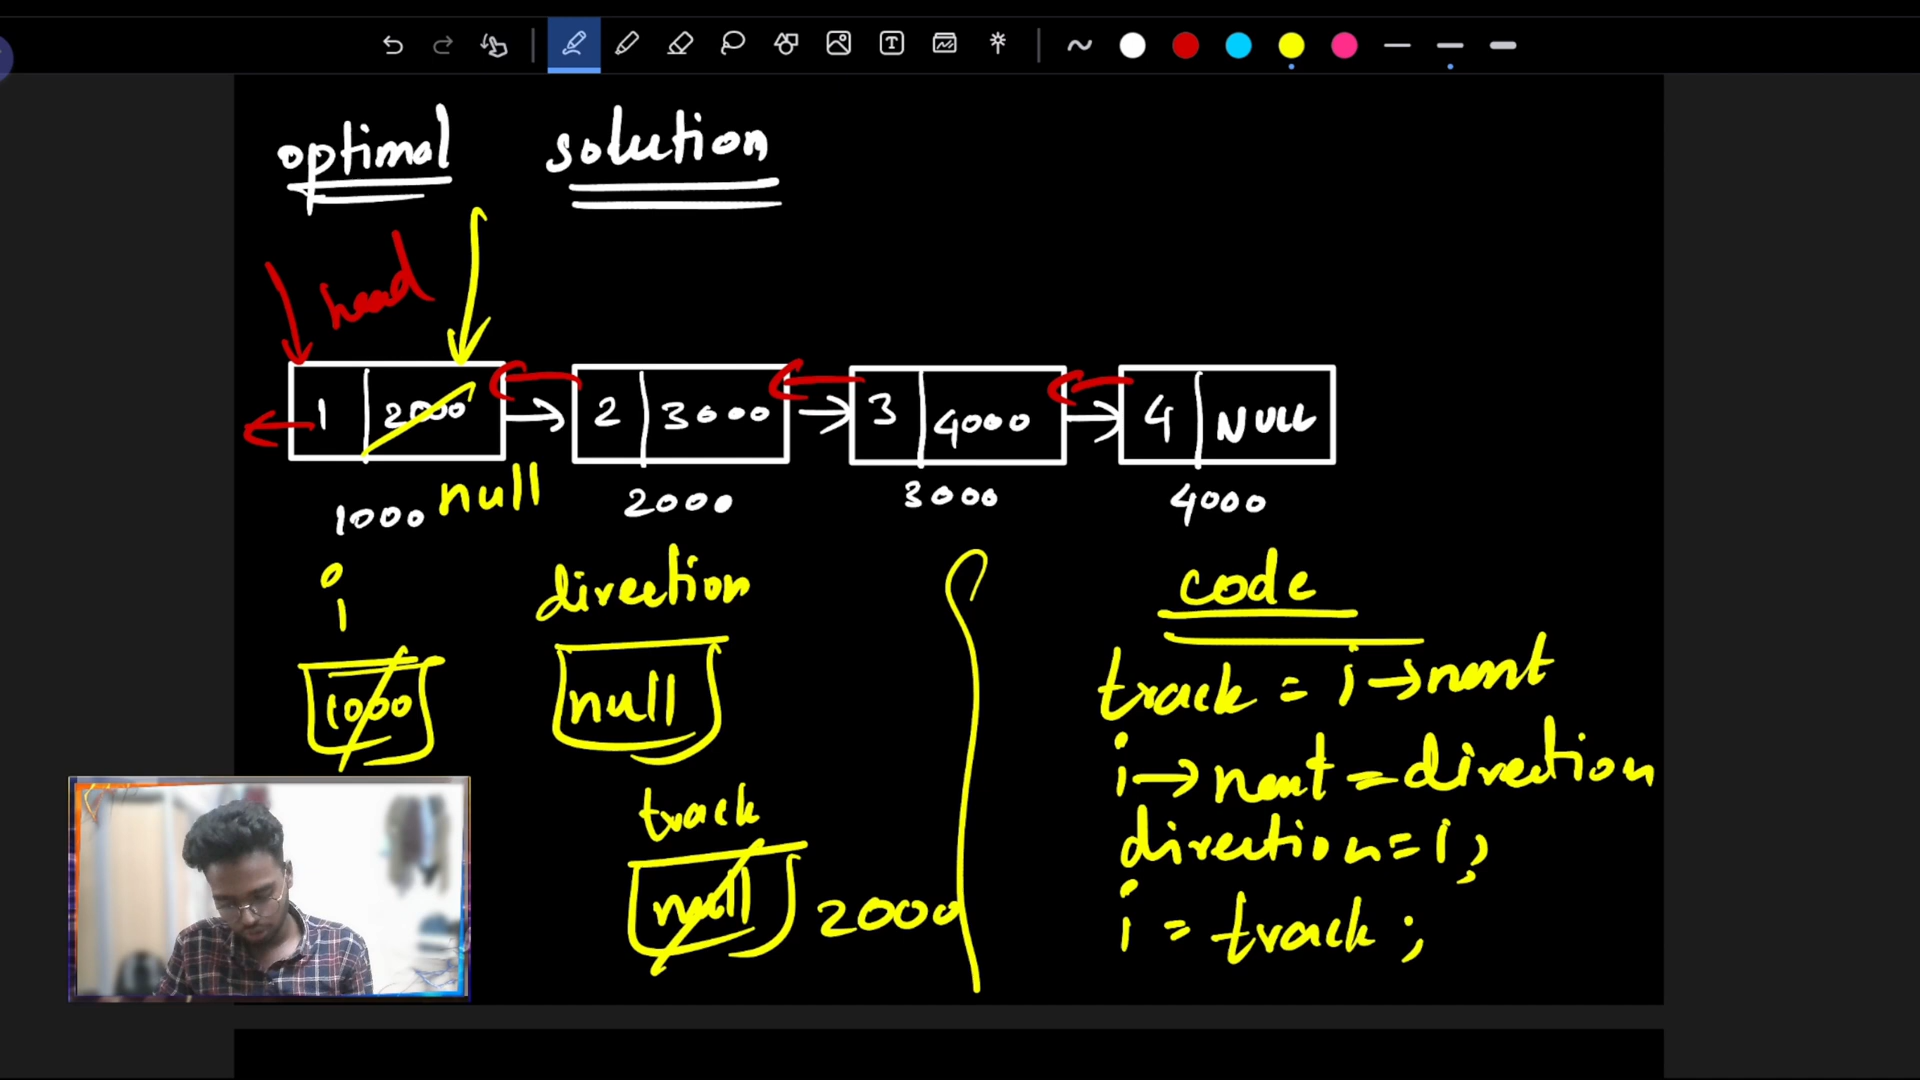 optimal solution
head
1 2000 2 3000 3 4000 4 NULL
1000 null 2000 3000 4000
i direction code
1000 null track = i→next
i→next = direction
track direction = i;
null 2000 i = track;